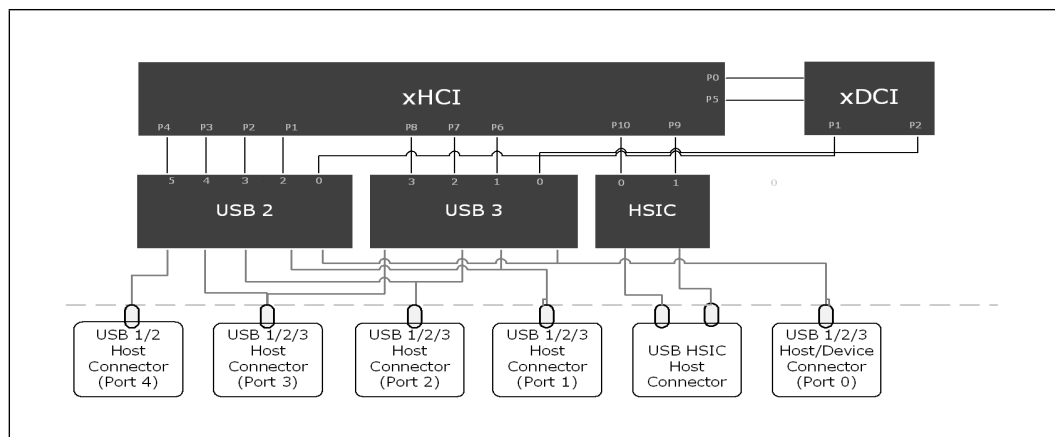 xHCI
P0
P5
xDCI
P4 P3 P2 P1 P8 P7 P6 P10 P9
P1 P2
5 4 3 2 0 3 2 1 0 0 1 0
USB 2
USB 3
HSIC
USB 1/2
Host
Connector
(Port 4)
USB 1/2/3
Host
Connector
(Port 3)
USB 1/2/3
Host
Connector
(Port 2)
USB 1/2/3
Host
Connector
(Port 1)
USB HSIC
Host
Connector
USB 1/2/3
Host/Device
Connector
(Port 0)